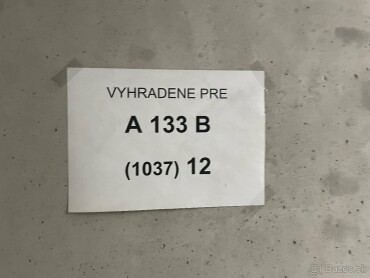 VYHRADENE PRE
A 133 B
(1037) 12